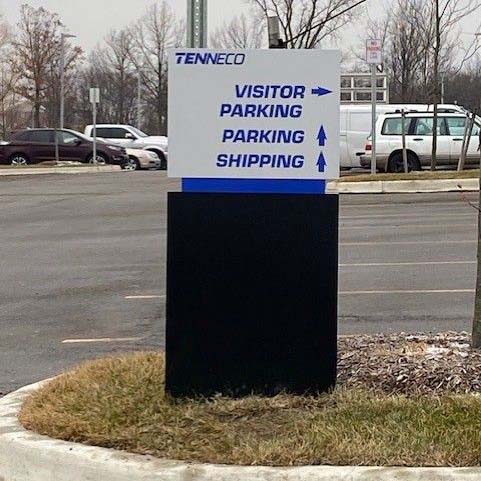 TENNECO
VISITOR →
PARKING
PARKING ↑
SHIPPING ↑